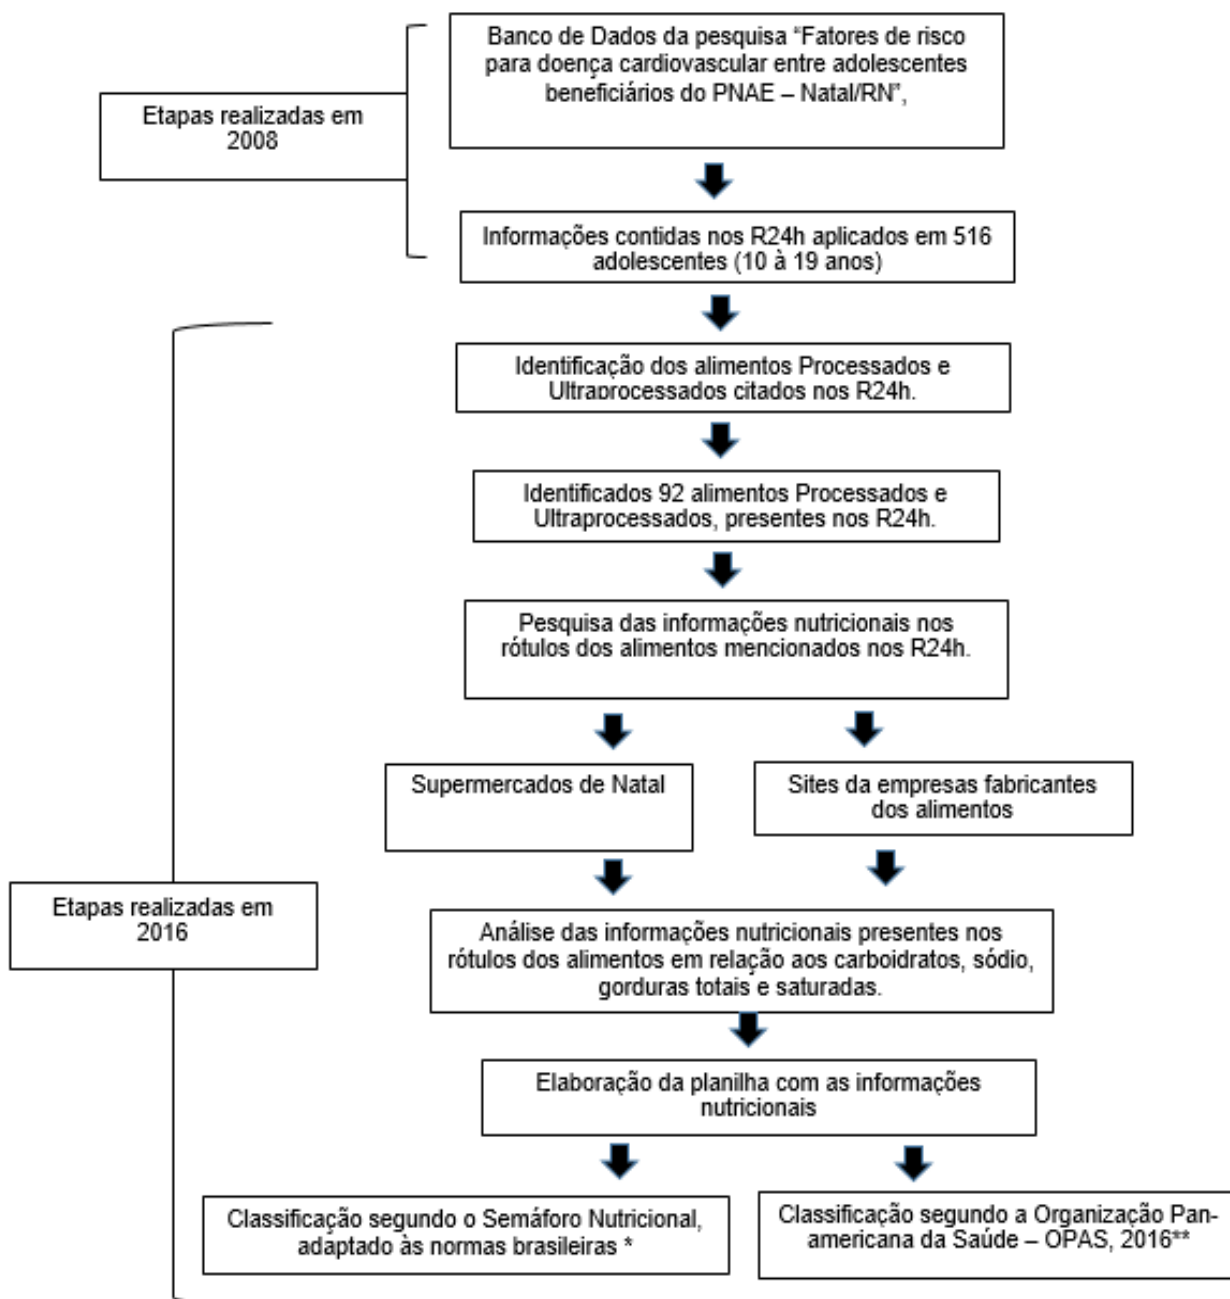 Banco de Dados da pesquisa “Fatores de risco
para doença cardiovascular entre adolescentes
beneficiários do PNAE – Natal/RN”,
Etapas realizadas em
2008
Informações contidas nos R24h aplicados em 516
adolescentes (10 à 19 anos)
Identificação dos alimentos Processados e
Ultraprocessados citados nos R24h.
Identificados 92 alimentos Processados e
Ultraprocessados, presentes nos R24h.
Pesquisa das informações nutricionais nos
rótulos dos alimentos mencionados nos R24h.
Supermercados de Natal
Sites da empresas fabricantes
dos alimentos
Etapas realizadas em
2016
Análise das informações nutricionais presentes nos
rótulos dos alimentos em relação aos carboidratos, sódio,
gorduras totais e saturadas.
Elaboração da planilha com as informações
nutricionais
Classificação segundo o Semáforo Nutricional,
adaptado às normas brasileiras *
Classificação segundo a Organização Pan-
americana da Saúde – OPAS, 2016**